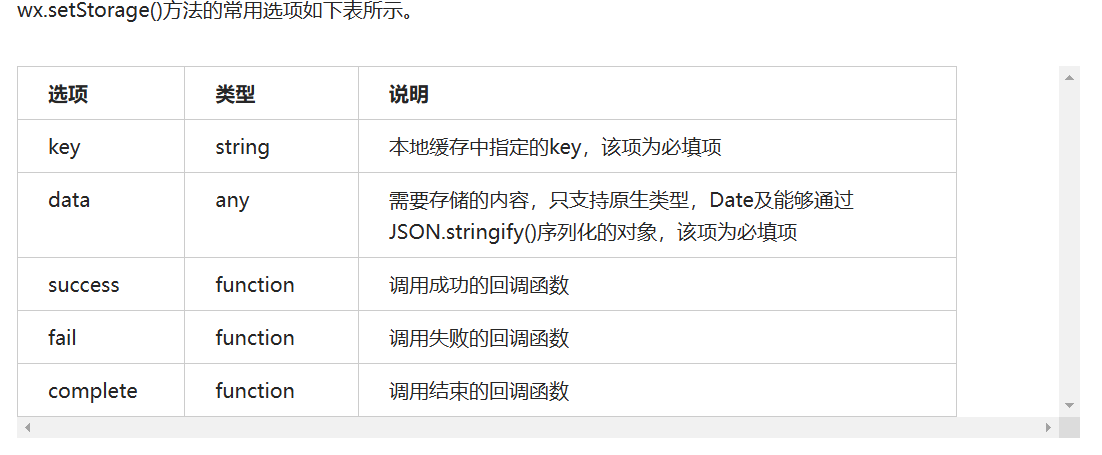 wx.setStorage()方法的常用选项如下表所示。
选项 类型 说明
key string 本地缓存中指定的key，该项为必填项
data any 需要存储的内容，只支持原生类型，Date及能够通过
JSON.stringify()序列化的对象，该项为必填项
success function 调用成功的回调函数
fail function 调用失败的回调函数
complete function 调用结束的回调函数